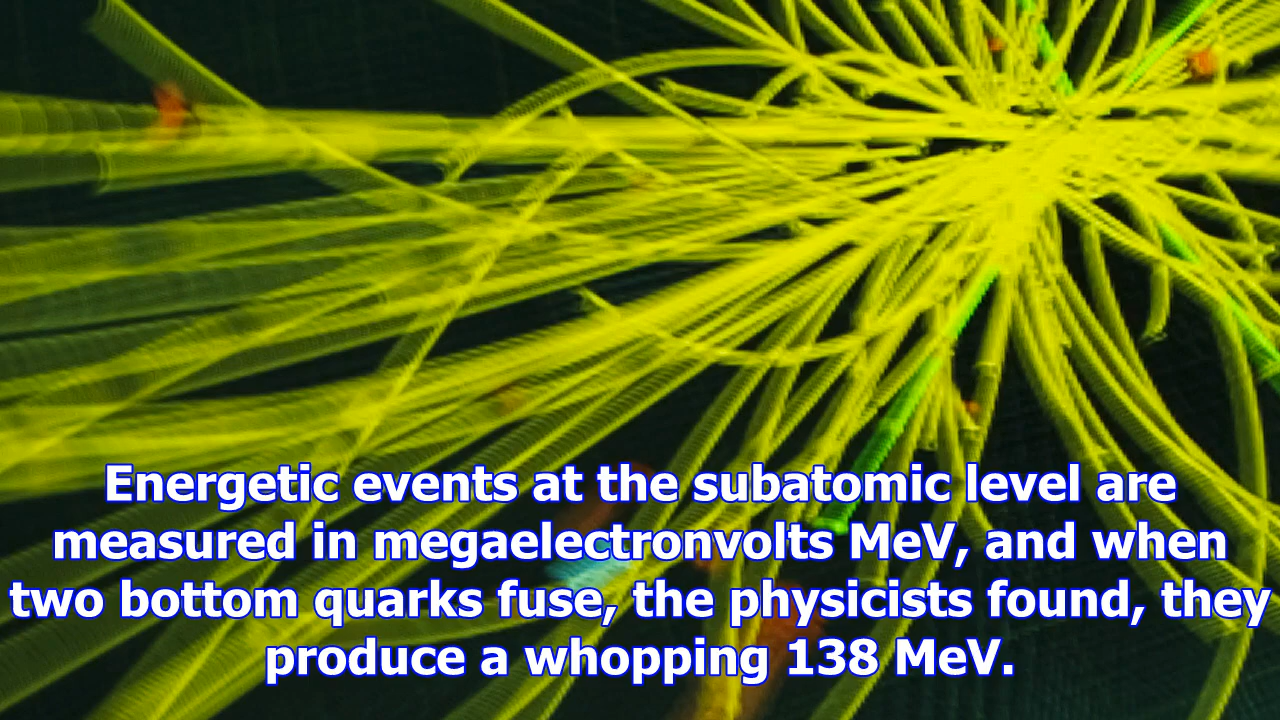 Energetic events at the subatomic level are
measured in megaelectronvolts MeV, and when
two bottom quarks fuse, the physicists found, they
produce a whopping 138 MeV.